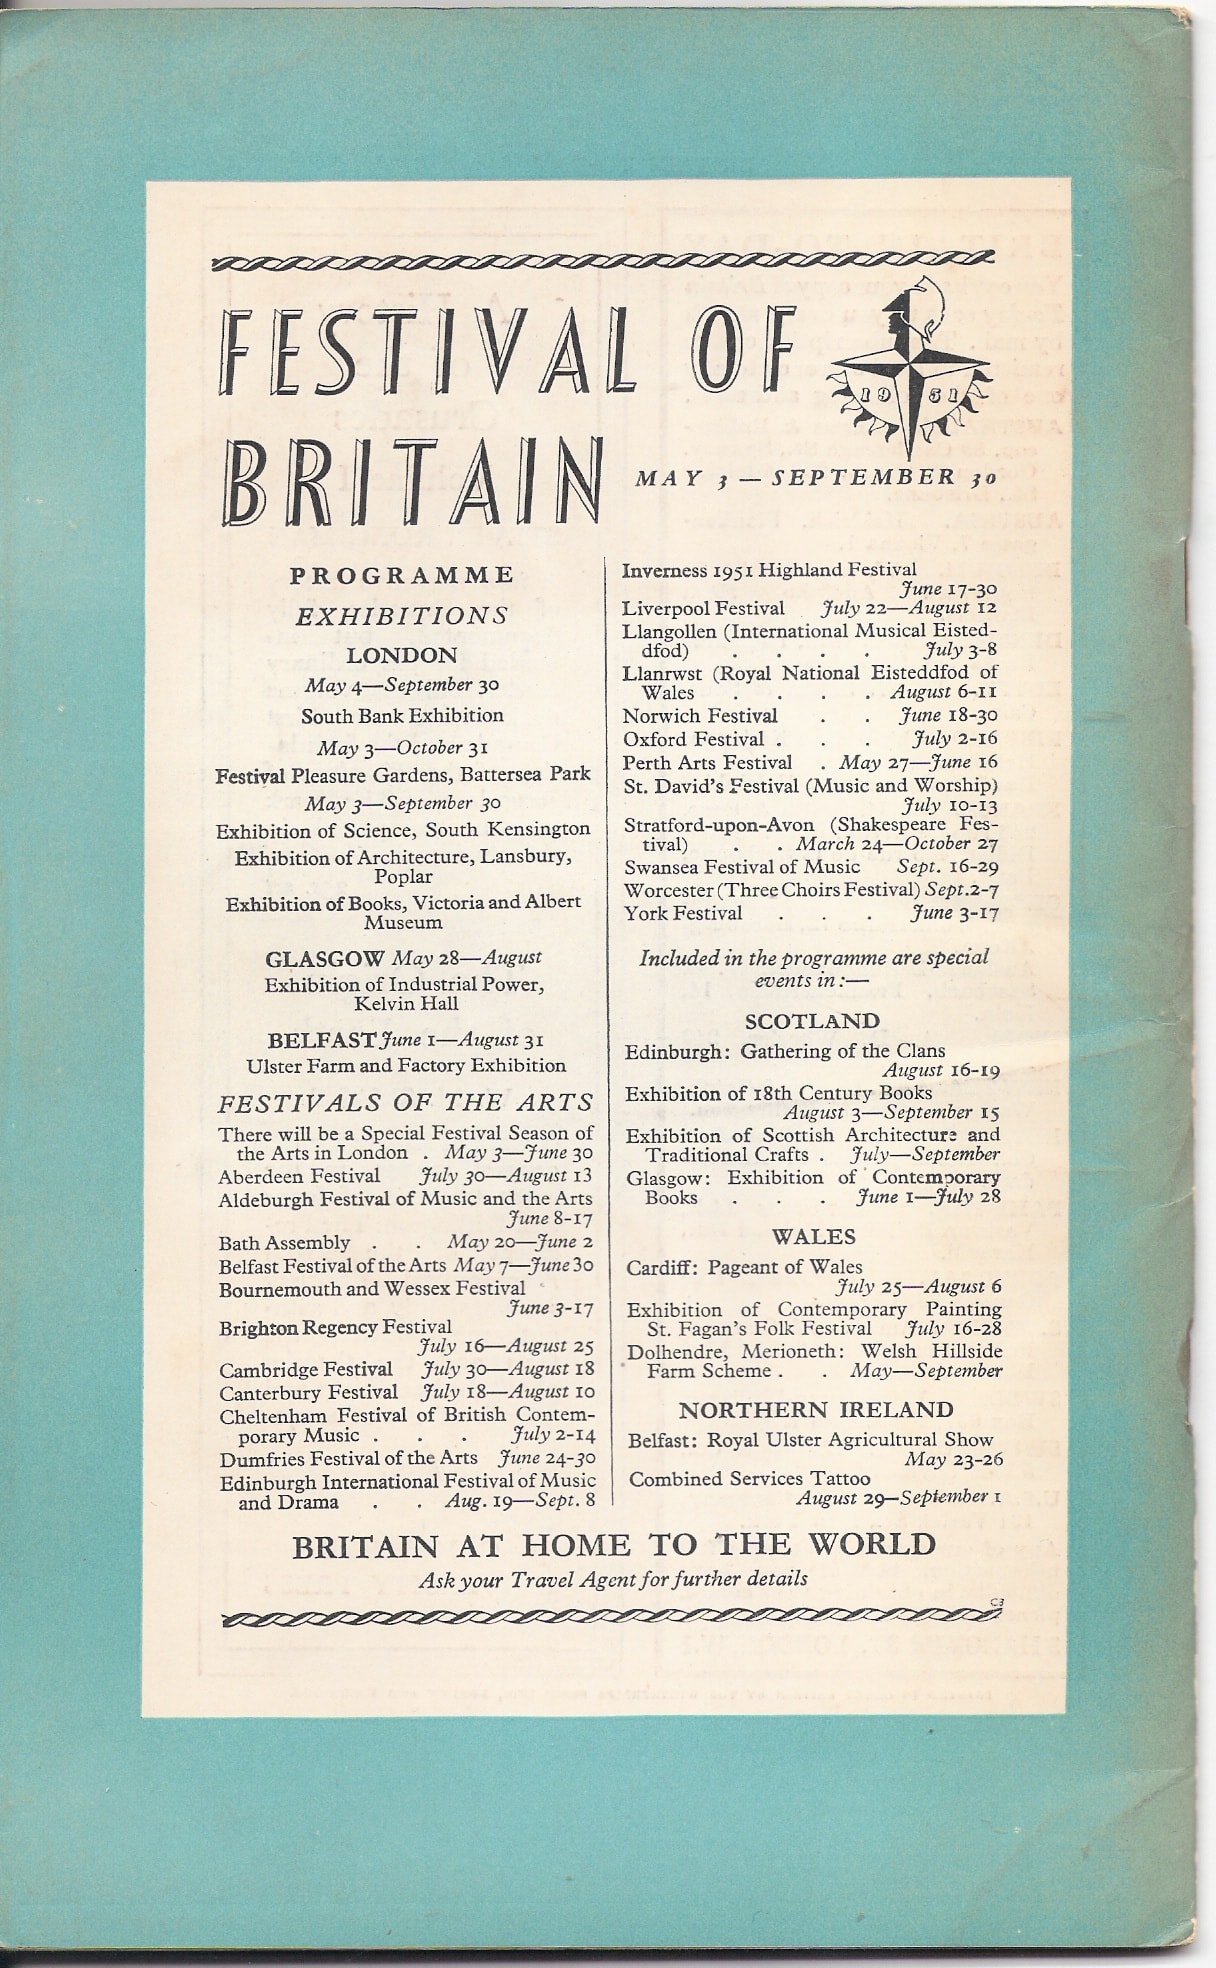 FESTIVAL OF
BRITAIN
1951
MAY 3 — SEPTEMBER 30
PROGRAMME
EXHIBITIONS
LONDON
May 4—September 30
South Bank Exhibition
May 3—October 31
Festival Pleasure Gardens, Battersea Park
May 3—September 30
Exhibition of Science, South Kensington
Exhibition of Architecture, Lansbury,
Poplar
Exhibition of Books, Victoria and Albert
Museum
GLASGOW May 28—August
Exhibition of Industrial Power,
Kelvin Hall
BELFAST June 1—August 31
Ulster Farm and Factory Exhibition
FESTIVALS OF THE ARTS
There will be a Special Festival Season of
the Arts in London . May 3—June 30
Aberdeen Festival July 30—August 13
Aldeburgh Festival of Music and the Arts
June 8-17
Bath Assembly . . May 20—June 2
Belfast Festival of the Arts May 7—June 30
Bournemouth and Wessex Festival
June 3-17
Brighton Regency Festival
July 16—August 25
Cambridge Festival July 30—August 18
Canterbury Festival July 18—August 10
Cheltenham Festival of British Contem-
porary Music . . . July 2-14
Dumfries Festival of the Arts June 24-30
Edinburgh International Festival of Music
and Drama . . Aug. 19—Sept. 8
Inverness 1951 Highland Festival
June 17-30
Liverpool Festival July 22—August 12
Llangollen (International Musical Eisted-
dfod) . . . . July 3-8
Llanrwst (Royal National Eisteddfod of
Wales . . . . August 6-11
Norwich Festival . . June 18-30
Oxford Festival . . . July 2-16
Perth Arts Festival . May 27—June 16
St. David's Festival (Music and Worship)
July 10-13
Stratford-upon-Avon (Shakespeare Fes-
tival) . . March 24—October 27
Swansea Festival of Music Sept. 16-29
Worcester (Three Choirs Festival) Sept. 2-7
York Festival . . . June 3-17
Included in the programme are special
events in :—
SCOTLAND
Edinburgh: Gathering of the Clans
August 16-19
Exhibition of 18th Century Books
August 3—September 15
Exhibition of Scottish Architecture and
Traditional Crafts . July—September
Glasgow: Exhibition of Contemporary
Books . . . June 1—July 28
WALES
Cardiff: Pageant of Wales
July 25—August 6
Exhibition of Contemporary Painting
St. Fagan's Folk Festival July 16-28
Dolhendre, Merioneth: Welsh Hillside
Farm Scheme . . May—September
NORTHERN IRELAND
Belfast: Royal Ulster Agricultural Show
May 23-26
Combined Services Tattoo
August 29—September 1
BRITAIN AT HOME TO THE WORLD
Ask your Travel Agent for further details
C3